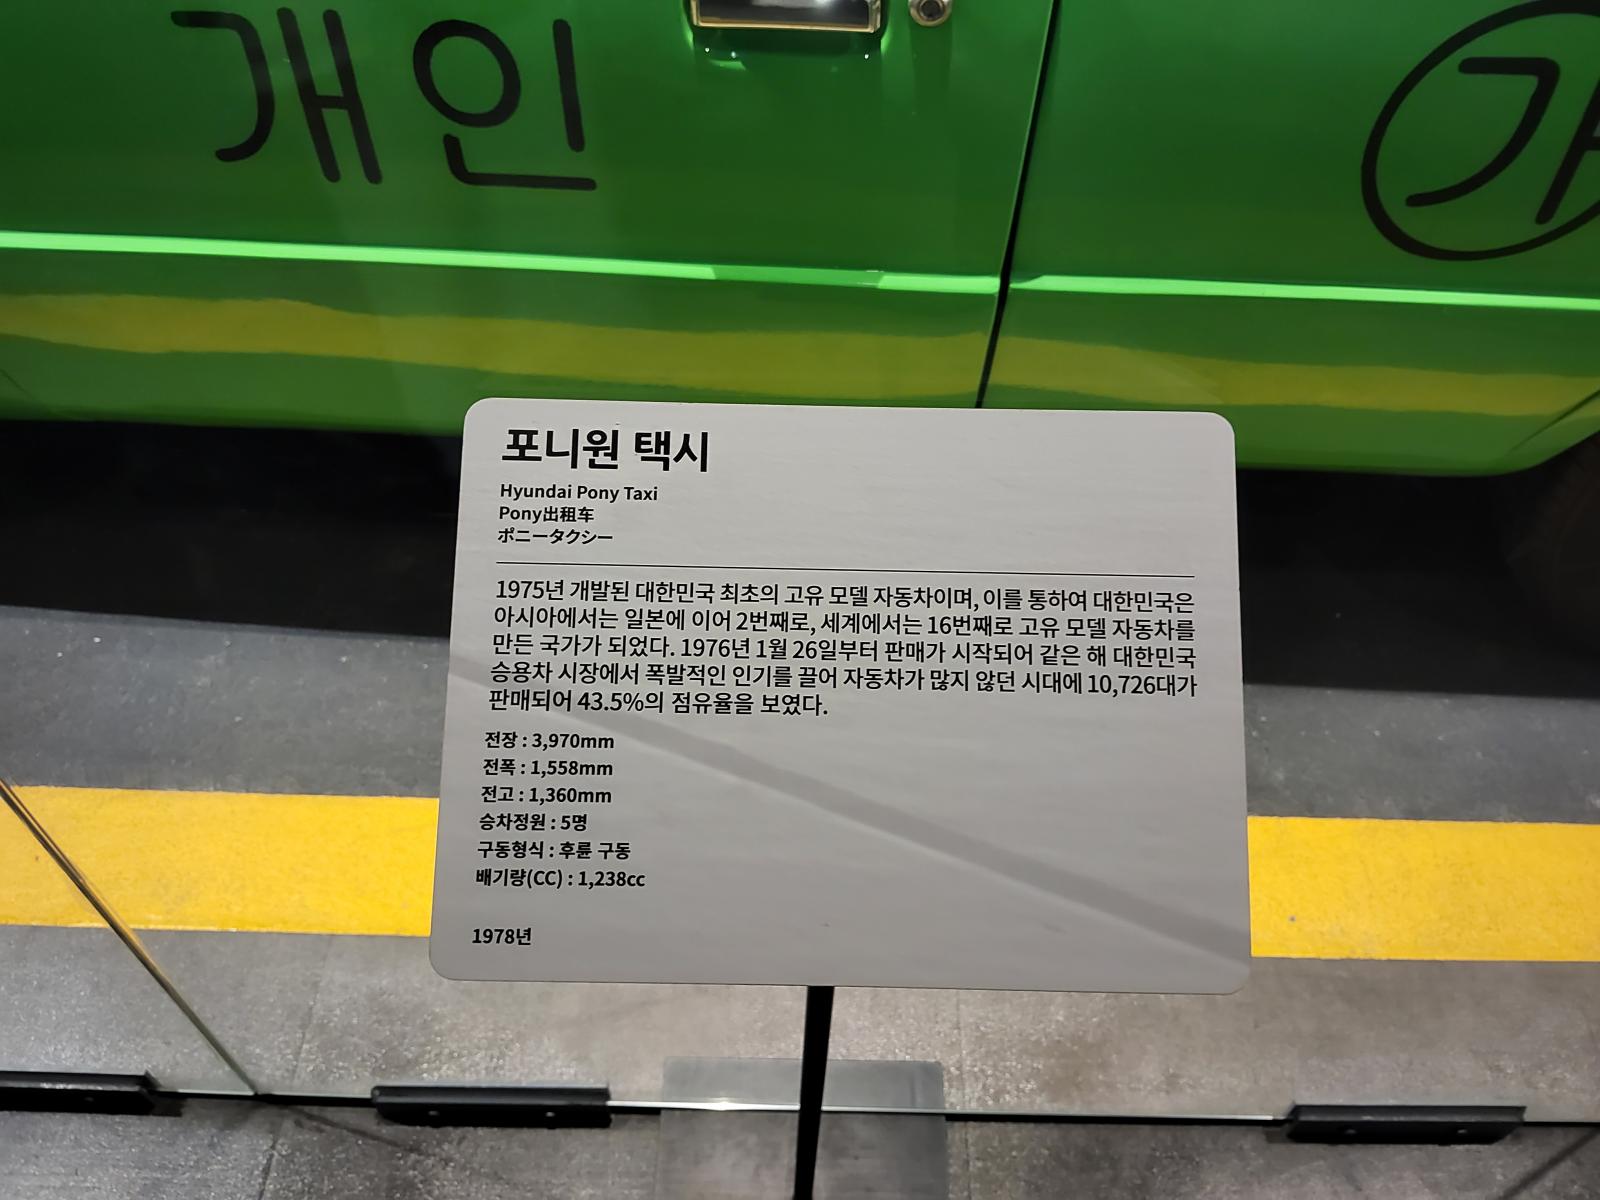 개인
포니원 택시
Hyundai Pony Taxi
Pony出租车
ポニータクシー
1975년 개발된 대한민국 최초의 고유 모델 자동차이며, 이를 통하여 대한민국은
아시아에서는 일본에 이어 2번째로, 세계에서는 16번째로 고유 모델 자동차를
만든 국가가 되었다. 1976년 1월 26일부터 판매가 시작되어 같은 해 대한민국
승용차 시장에서 폭발적인 인기를 끌어 자동차가 많지 않던 시대에 10,726대가
판매되어 43.5%의 점유율을 보였다.
전장 : 3,970mm
전폭 : 1,558mm
전고 : 1,360mm
승차정원 : 5명
구동형식 : 후륜 구동
배기량(CC) : 1,238cc
1978년